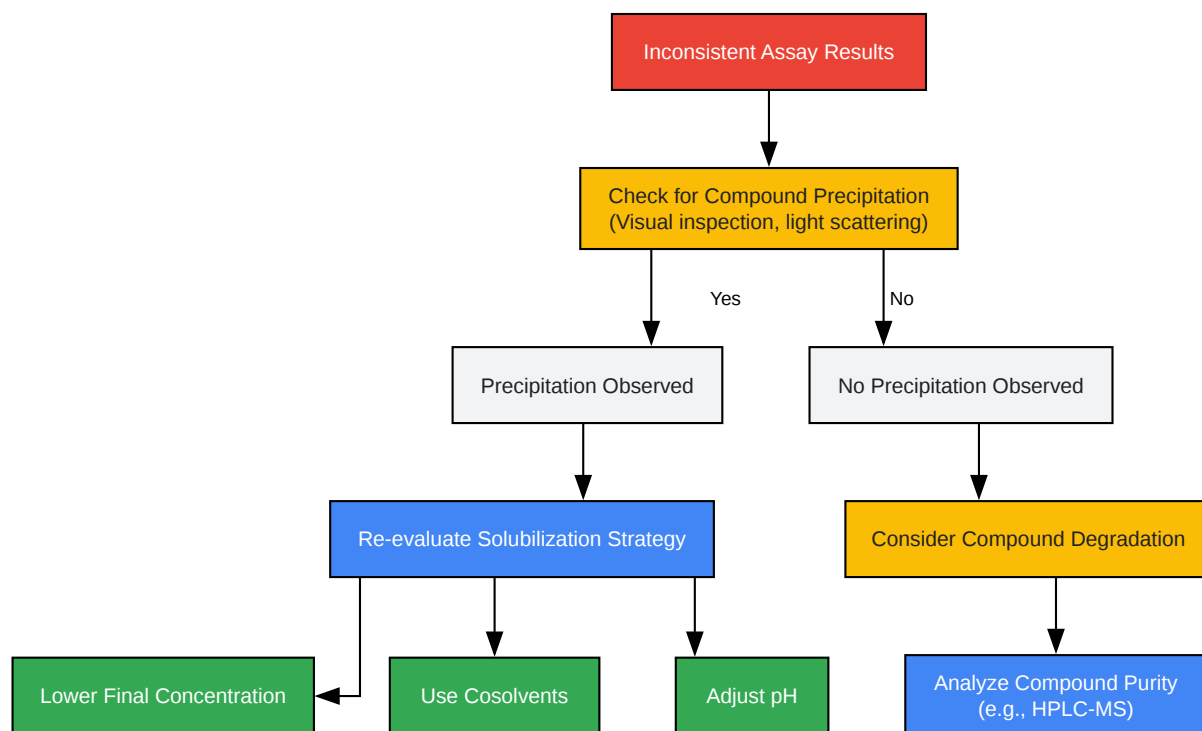 Inconsistent Assay Results
Check for Compound Precipitation
(Visual inspection, light scattering)
Yes
No
Precipitation Observed
No Precipitation Observed
Re-evaluate Solubilization Strategy
Consider Compound Degradation
Lower Final Concentration
Use Cosolvents
Adjust pH
Analyze Compound Purity
(e.g., HPLC-MS)